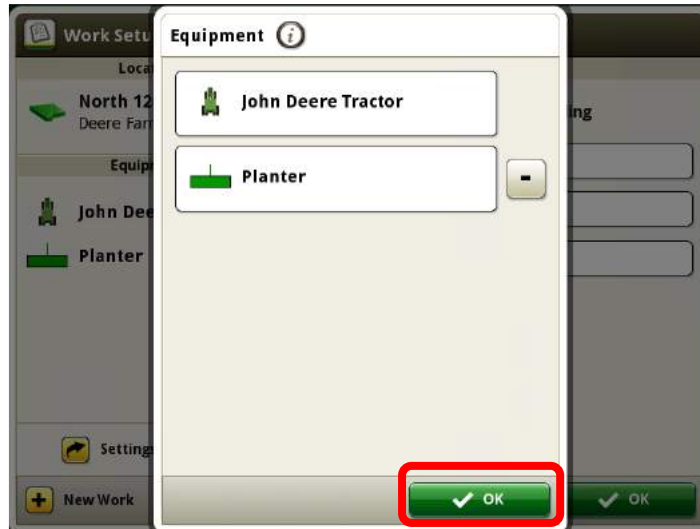 Work Setu
Equipment
Loca
North 12
Deere Farm
Equip
John Dee
Planter
Settings
New Work
John Deere Tractor
Planter
-
OK
ing
OK